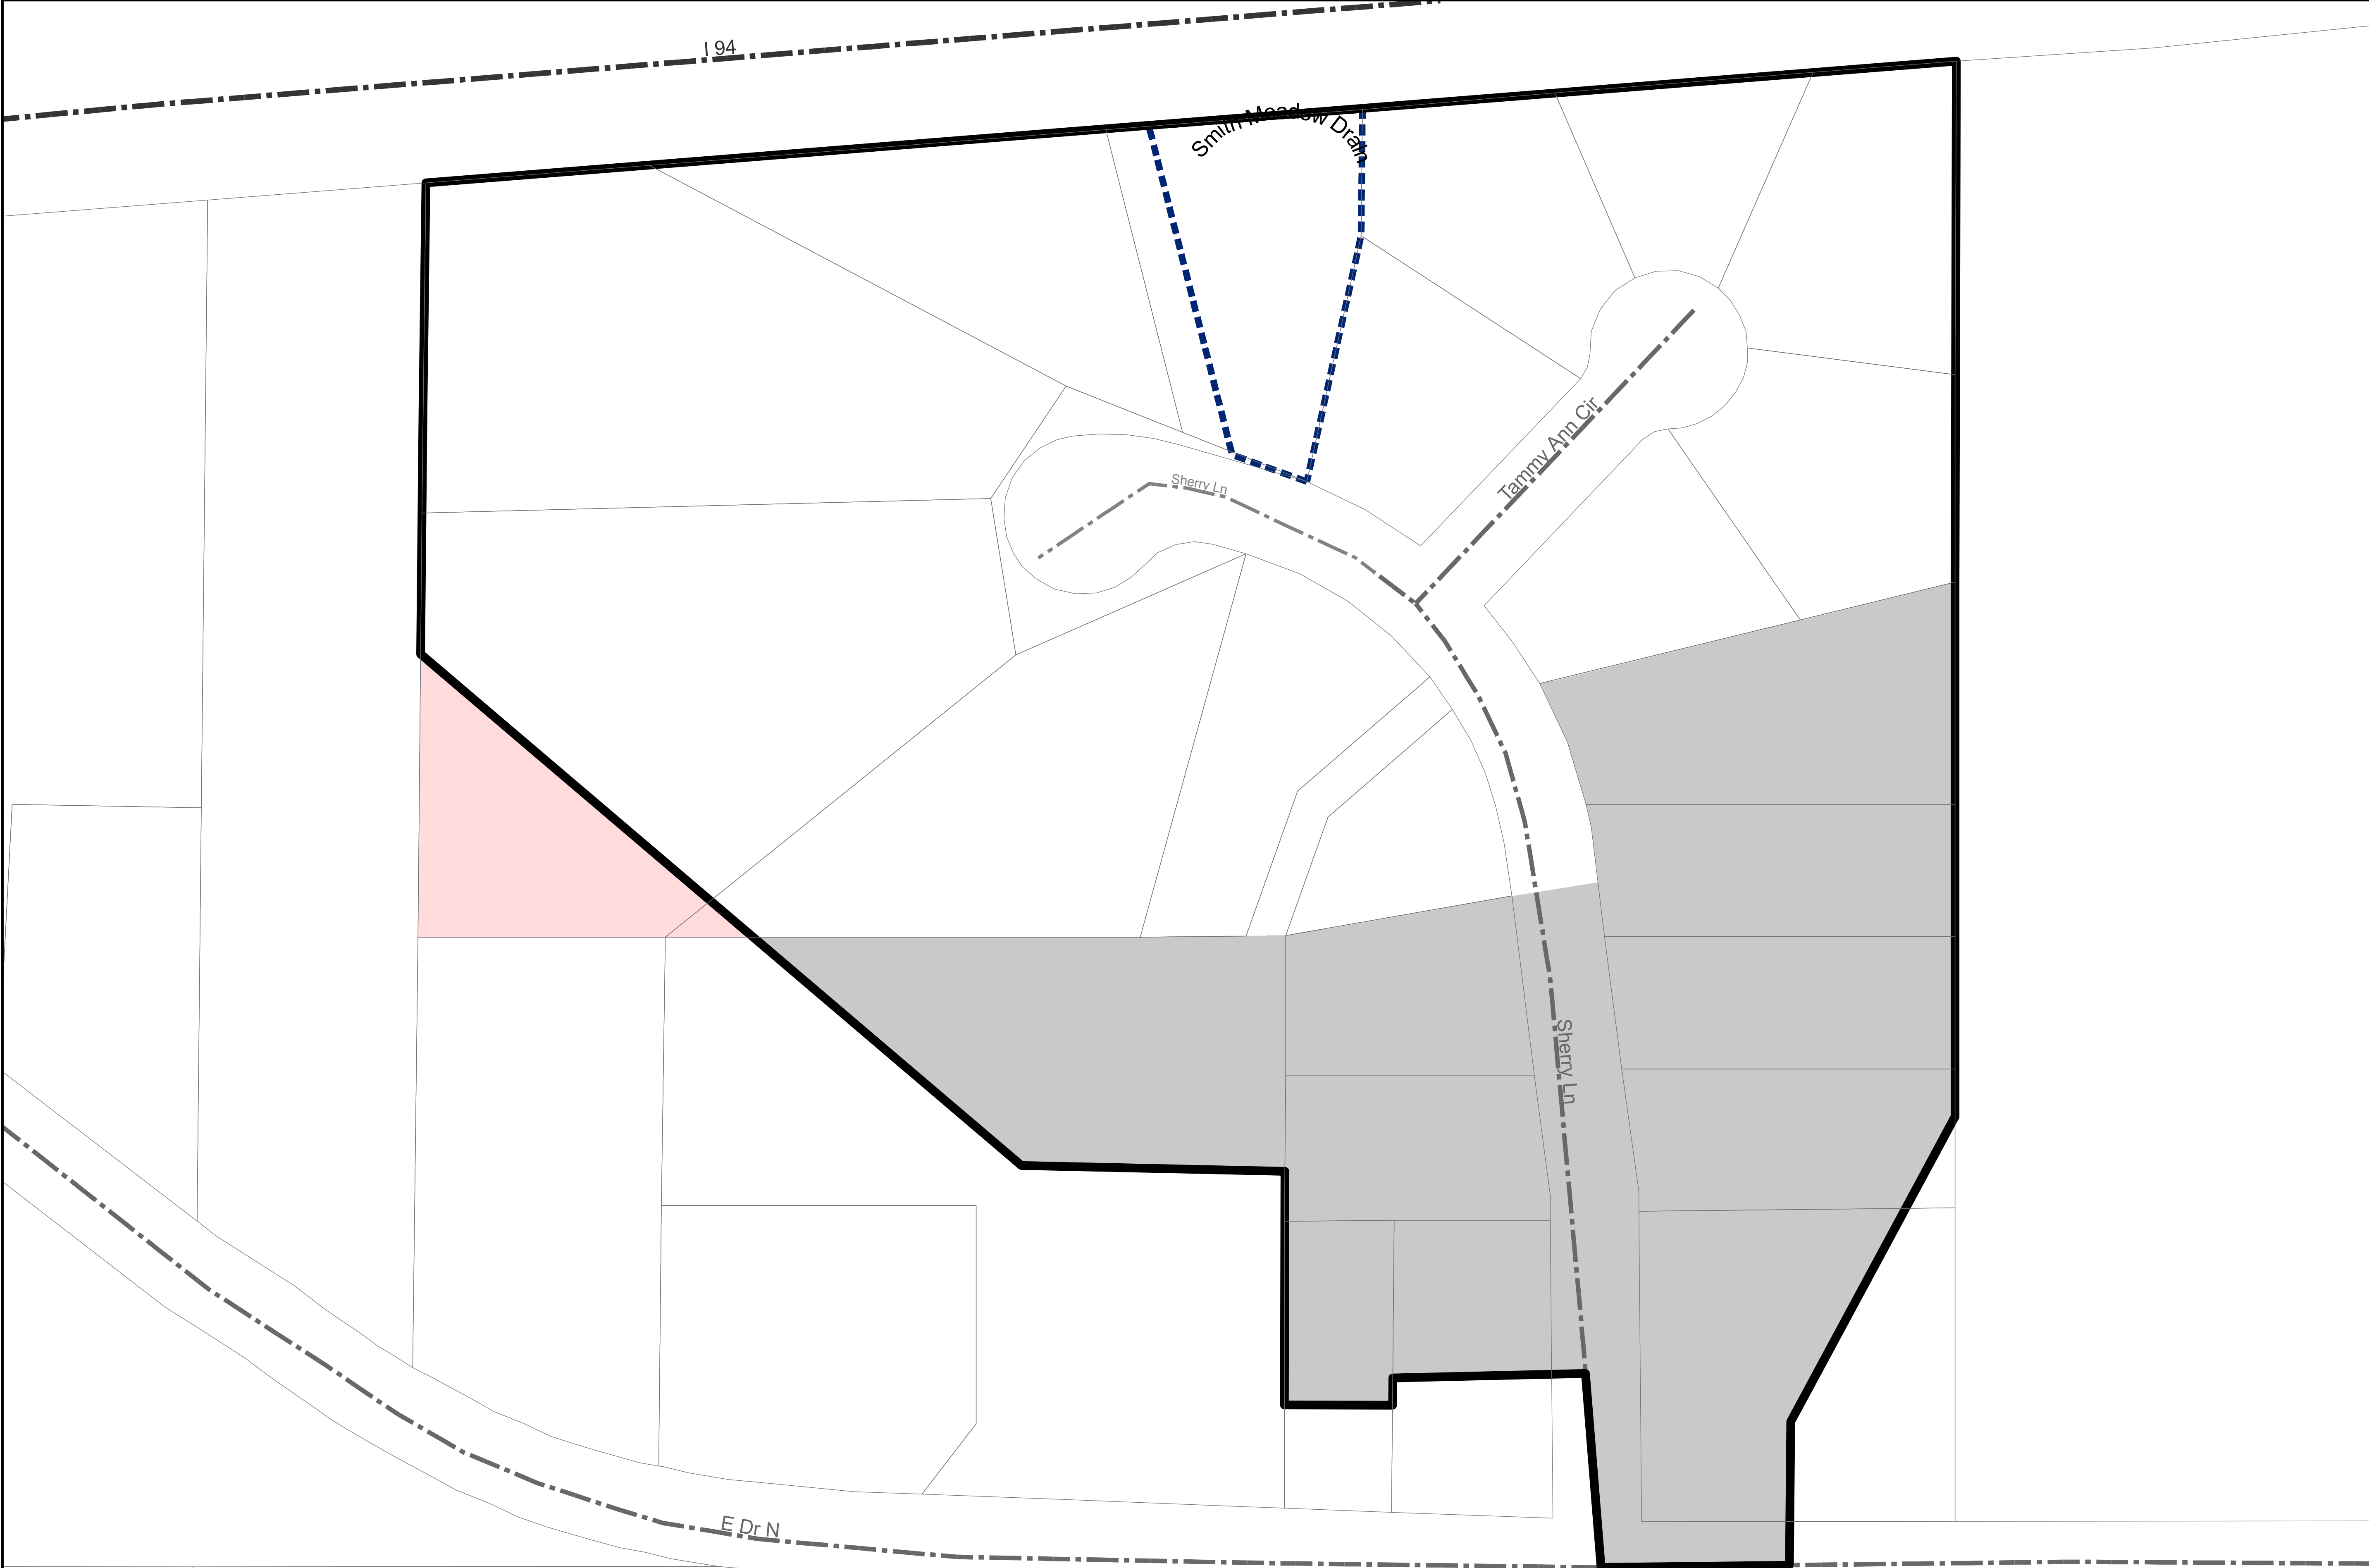 I 94
Smith Meadow Drain
Tammy Ann Cir
Sherry Ln
Sherry Ln
E Dr N